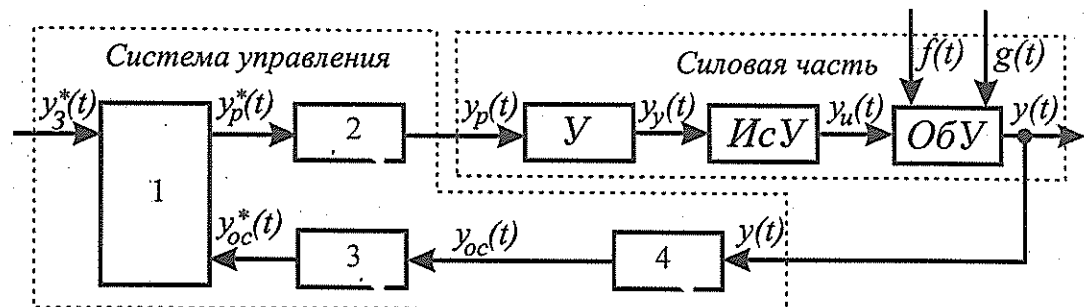 Система управления
Силовая часть
f(t)
g(t)
y*з(t)
1
y*р(t)
2
yр(t)
У
yу(t)
ИсУ
yи(t)
ОбУ
y(t)
y*ос(t)
3
yос(t)
4
y(t)